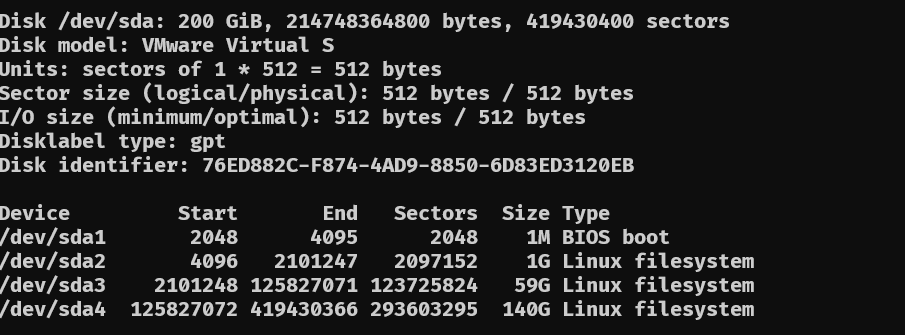 Disk /dev/sda: 200 GiB, 214748364800 bytes, 419430400 sectors
Disk model: VMware Virtual S
Units: sectors of 1 * 512 = 512 bytes
Sector size (logical/physical): 512 bytes / 512 bytes
I/O size (minimum/optimal): 512 bytes / 512 bytes
Disklabel type: gpt
Disk identifier: 76ED882C-F874-4AD9-8850-6D83ED3120EB

Device         Start       End   Sectors  Size Type
/dev/sda1       2048      4095      2048    1M BIOS boot
/dev/sda2       4096   2101247   2097152    1G Linux filesystem
/dev/sda3    2101248 125827071 123725824   59G Linux filesystem
/dev/sda4  125827072 419430366 293603295  140G Linux filesystem